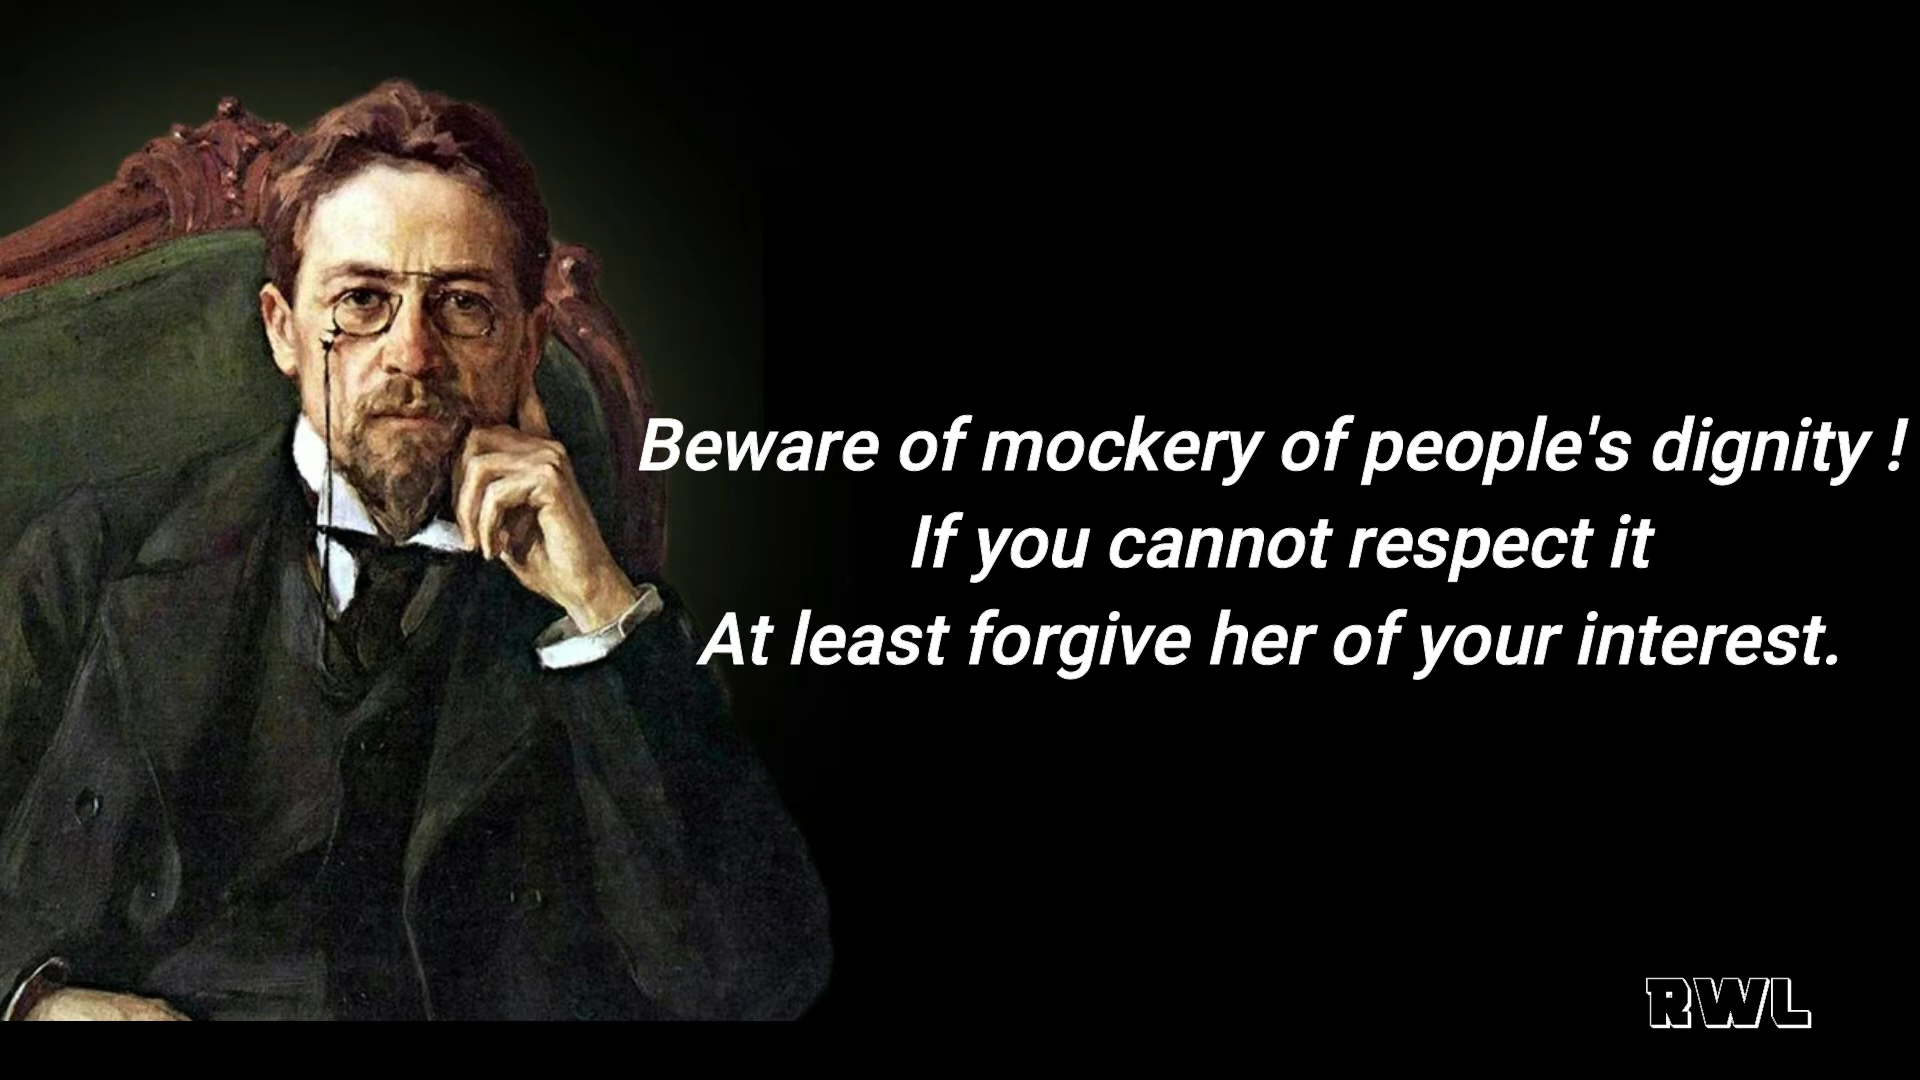 Beware of mockery of people's dignity !
If you cannot respect it
At least forgive her of your interest.
RWL